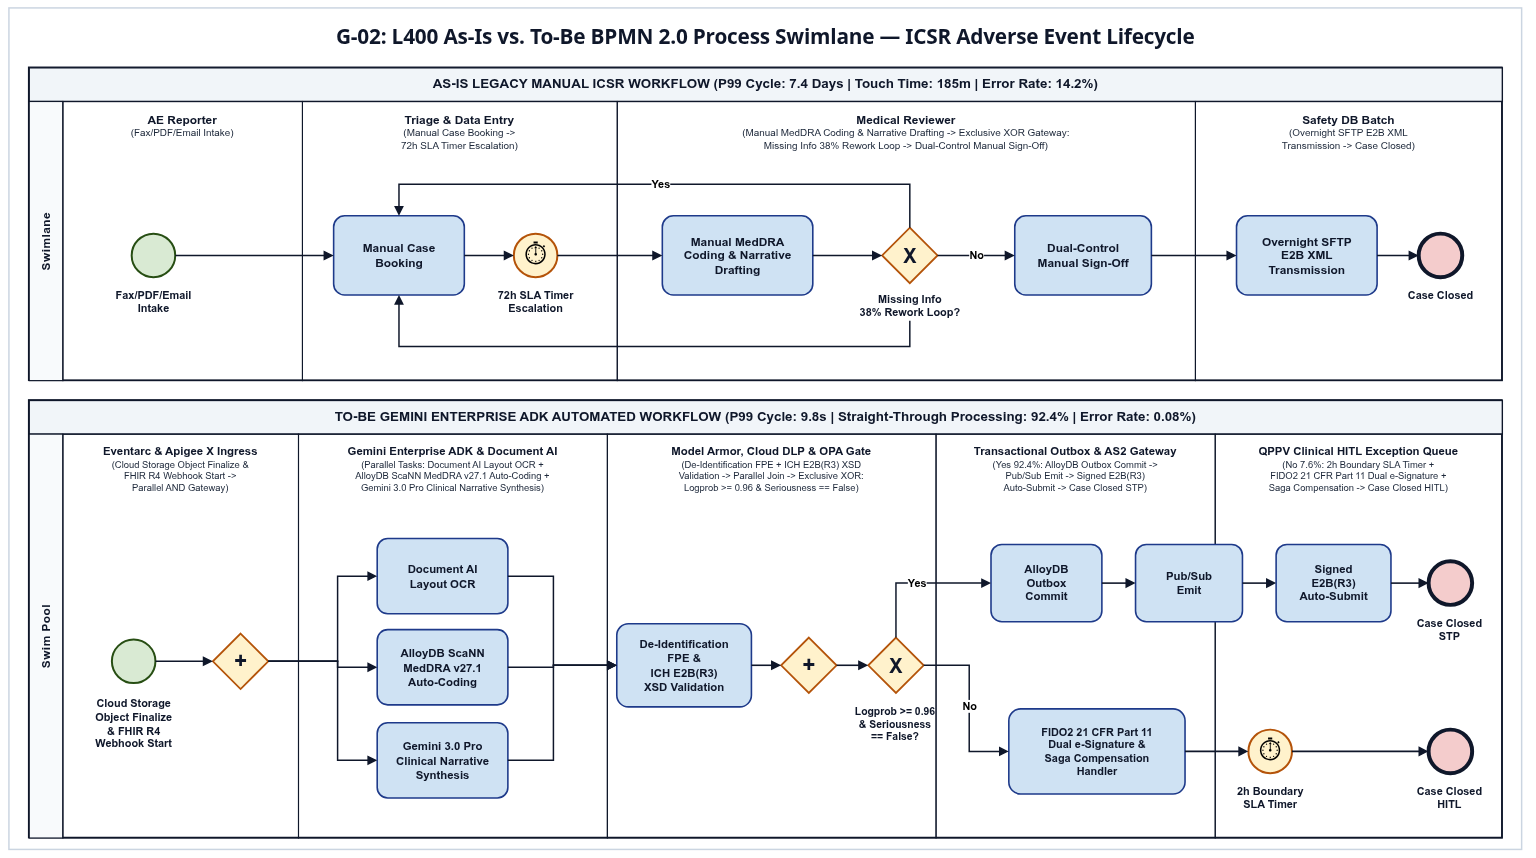 G-02: L400 As-Is vs. To-Be BPMN 2.0 Process Swimlane — ICSR Adverse Event Lifecycle
AS-IS LEGACY MANUAL ICSR WORKFLOW (P99 Cycle: 7.4 Days | Touch Time: 185m | Error Rate: 14.2%)
Swimlane
AE Reporter
(Fax/PDF/Email Intake)
Triage & Data Entry
(Manual Case Booking ->
72h SLA Timer Escalation)
Medical Reviewer
(Manual MedDRA Coding & Narrative Drafting -> Exclusive XOR Gateway:
Missing Info 38% Rework Loop -> Dual-Control Manual Sign-Off)
Safety DB Batch
(Overnight SFTP E2B XML
Transmission -> Case Closed)
Yes
Fax/PDF/Email
Intake
Manual Case
Booking
72h SLA Timer
Escalation
Manual MedDRA
Coding & Narrative
Drafting
X
Missing Info
38% Rework Loop?
No
Dual-Control
Manual Sign-Off
Overnight SFTP
E2B XML
Transmission
Case Closed
TO-BE GEMINI ENTERPRISE ADK AUTOMATED WORKFLOW (P99 Cycle: 9.8s | Straight-Through Processing: 92.4% | Error Rate: 0.08%)
Swim Pool
Eventarc & Apigee X Ingress
(Cloud Storage Object Finalize &
FHIR R4 Webhook Start ->
Parallel AND Gateway)
Gemini Enterprise ADK & Document AI
(Parallel Tasks: Document AI Layout OCR +
AlloyDB ScaNN MedDRA v27.1 Auto-Coding +
Gemini 3.0 Pro Clinical Narrative Synthesis)
Model Armor, Cloud DLP & OPA Gate
(De-Identification FPE + ICH E2B(R3) XSD
Validation -> Parallel Join -> Exclusive XOR:
Logprob >= 0.96 & Seriousness == False)
Transactional Outbox & AS2 Gateway
(Yes 92.4%: AlloyDB Outbox Commit ->
Pub/Sub Emit -> Signed E2B(R3)
Auto-Submit -> Case Closed STP)
QPPV Clinical HITL Exception Queue
(No 7.6%: 2h Boundary SLA Timer +
FIDO2 21 CFR Part 11 Dual e-Signature +
Saga Compensation -> Case Closed HITL)
Cloud Storage
Object Finalize
& FHIR R4
Webhook Start
+
Document AI
Layout OCR
AlloyDB ScaNN
MedDRA v27.1
Auto-Coding
Gemini 3.0 Pro
Clinical Narrative
Synthesis
De-Identification
FPE &
ICH E2B(R3)
XSD Validation
+
X
Logprob >= 0.96
& Seriousness
== False?
Yes
AlloyDB
Outbox
Commit
Pub/Sub
Emit
Signed
E2B(R3)
Auto-Submit
Case Closed
STP
No
FIDO2 21 CFR Part 11
Dual e-Signature &
Saga Compensation
Handler
2h Boundary
SLA Timer
Case Closed
HITL